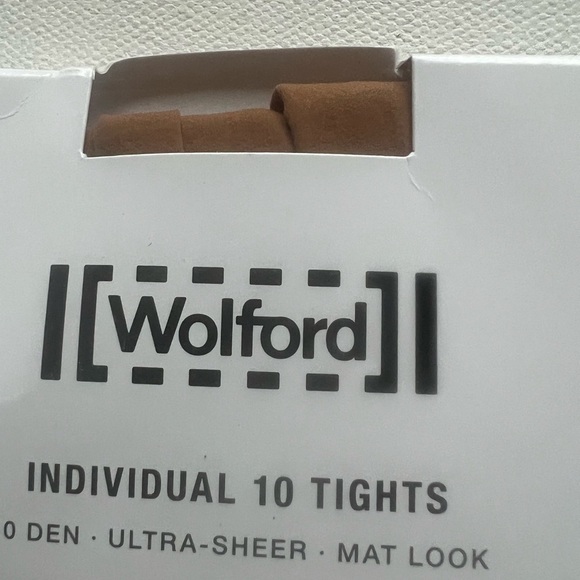 Wolford
INDIVIDUAL 10 TIGHTS
0 DEN · ULTRA-SHEER · MAT LOOK